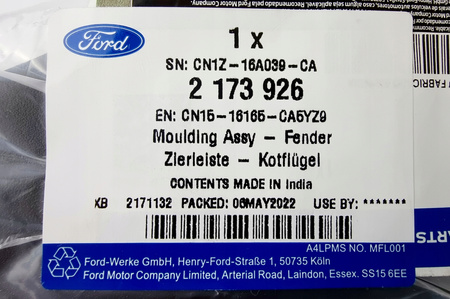 Ford
1 x
SN: CN1Z-16A039-CA
2 173 926
EN: CN15-16165-CA5YZ9
Moulding Assy - Fender
Zierleiste - Kotflügel
CONTENTS MADE IN India
XB 2171132 PACKED: 06MAY2022 USE BY: *******
A4LPMS NO. MFL001
Ford-Werke GmbH, Henry-Ford-Straße 1, 50735 Köln
Ford Motor Company Limited, Arterial Road, Laindon, Essex. SS15 6EE
FABRIC
ARTS